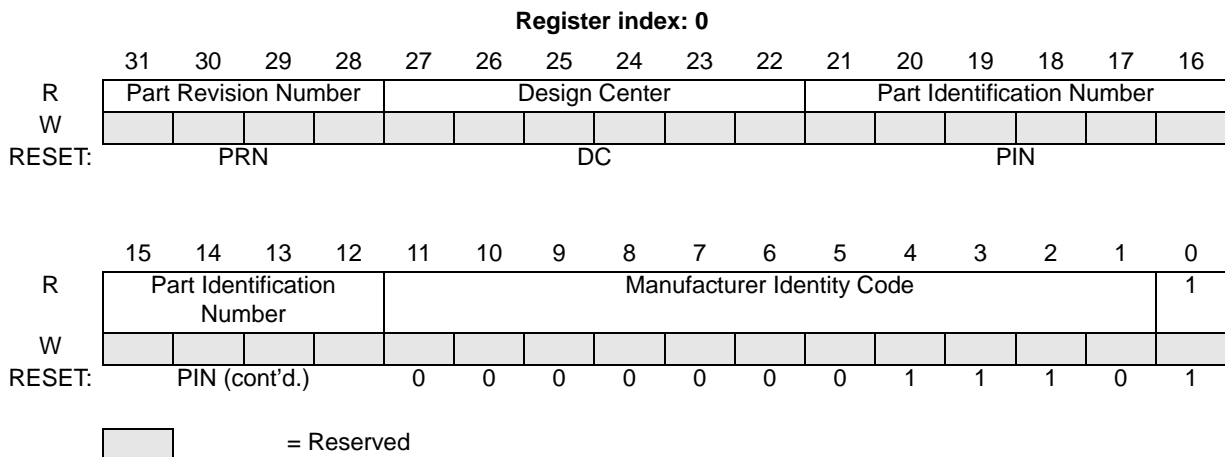 Register index: 0
31 30 29 28 27 26 25 24 23 22 21 20 19 18 17 16
R Part Revision Number Design Center Part Identification Number
W
RESET: PRN DC PIN
15 14 13 12 11 10 9 8 7 6 5 4 3 2 1 0
R Part Identification Number Manufacturer Identity Code 1
W
RESET: PIN (cont'd.) 0 0 0 0 0 0 0 1 1 1 0 1
= Reserved